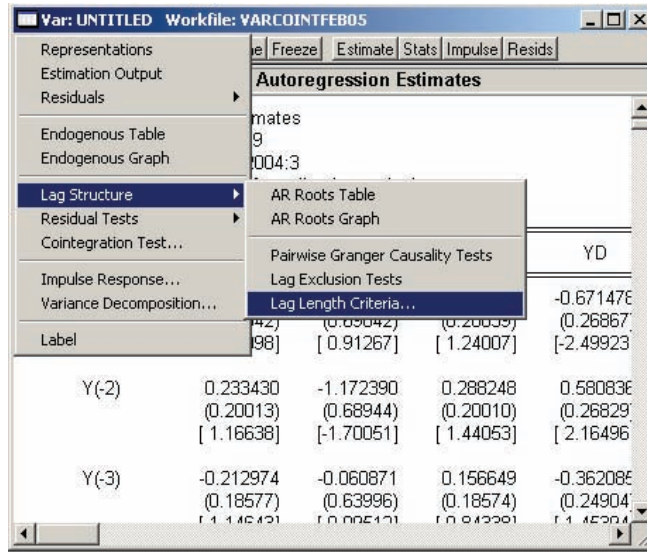 Var: UNTITLED Workfile: VARCOINTFEB05
Freeze Estimate Stats Impulse Resids
Autoregression Estimates
Representations
Estimation Output
Residuals
Endogenous Table
Endogenous Graph
Lag Structure
Residual Tests
Cointegration Test...
Impulse Response...
Variance Decomposition...
Label
AR Roots Table
AR Roots Graph
Pairwise Granger Causality Tests
Lag Exclusion Tests
Lag Length Criteria...
mates
9
2004:3
YD
-0.671478
(0.26867
[ 0.91267] [ 1.24007] [-2.49923
Y(-2) 0.233430 -1.172390 0.288248 0.580836
(0.20013) (0.68944) (0.20010) (0.26829
[ 1.16638] [-1.70051] [ 1.44053] [ 2.16496
Y(-3) -0.212974 -0.060871 0.156649 -0.362085
(0.18577) (0.63996) (0.18574) (0.24904